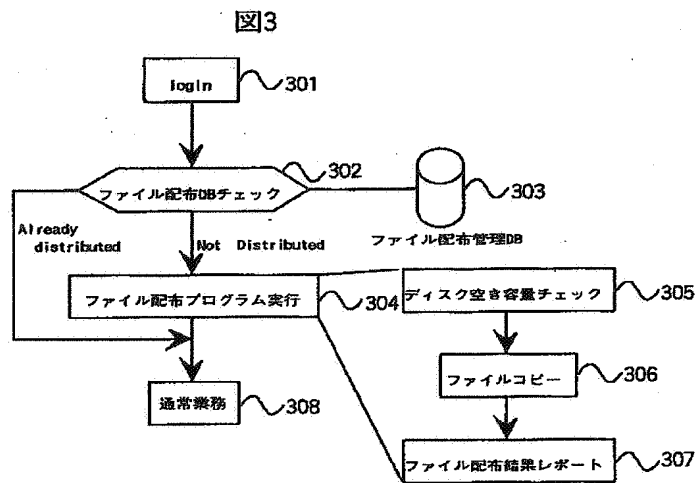 図3
login
301
302
ファイル配布DBチェック
303
ファイル配布管理DB
Already
distributed
Not Distributed
ファイル配布プログラム実行
304
ディスク空き容量チェック
305
ファイルコピー
306
通常業務
308
ファイル配布結果レポート
307